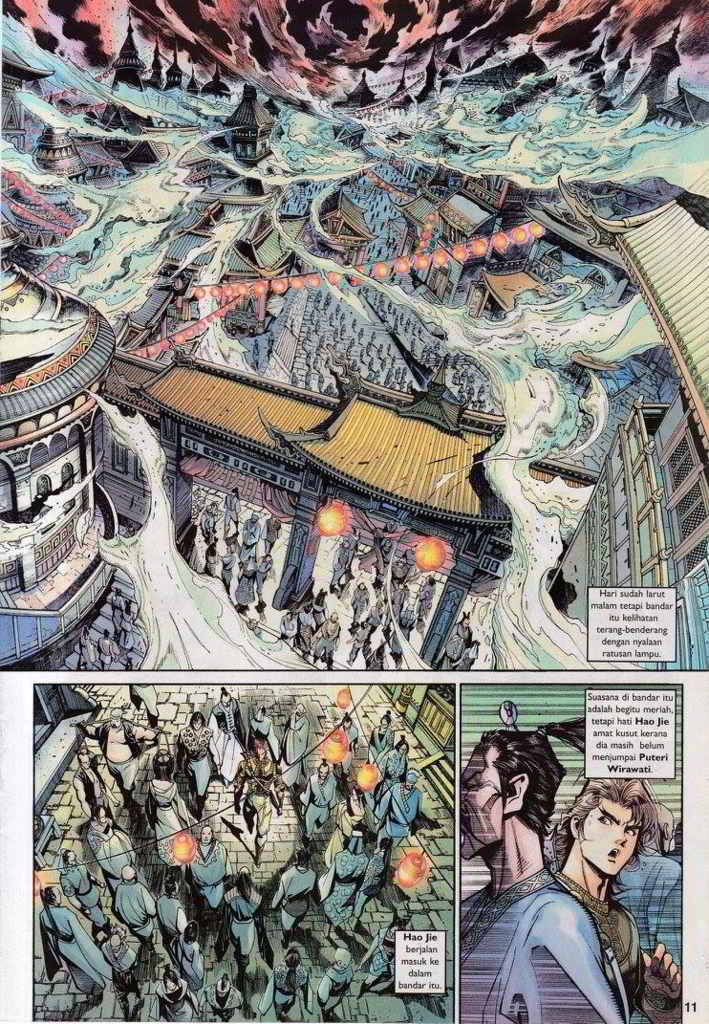 Hari sudah larut
malam tetapi bandar
itu kelihatan
terang-benderang
dengan nyalaan
ratusan lampu.
Hao Jie
berjalan
masuk ke
dalam
bandar itu.
Suasana di bandar itu
adalah begitu meriah,
tetapi hati Hao Jie
amat kusut kerana
dia masih belum
menjumpai Puteri
Wirawati.
11